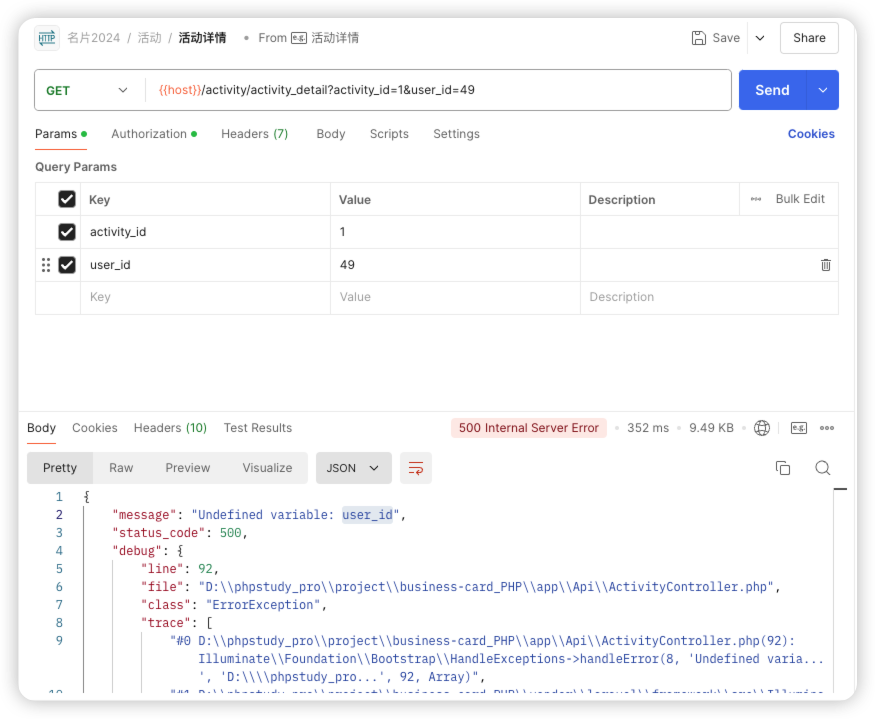 HTTP 名片2024 / 活动 / 活动详情 • From e.g. 活动详情 Save Share
GET {{host}}/activity/activity_detail?activity_id=1&user_id=49 Send
Params Authorization Headers (7) Body Scripts Settings Cookies
Query Params
Key Value Description Bulk Edit
activity_id 1
user_id 49
Key Value Description
Body Cookies Headers (10) Test Results 500 Internal Server Error • 352 ms • 9.49 KB e.g.
Pretty Raw Preview Visualize JSON
1 {
2 "message": "Undefined variable: user_id",
3 "status_code": 500,
4 "debug": {
5 "line": 92,
6 "file": "D:\\phpstudy_pro\\project\\business-card_PHP\\app\\Api\\ActivityController.php",
7 "class": "ErrorException",
8 "trace": [
9 "#0 D:\\phpstudy_pro\\project\\business-card_PHP\\app\\Api\\ActivityController.php(92):
Illuminate\\Foundation\\Bootstrap\\HandleExceptions->handleError(8, 'Undefined varia...
', 'D:\\\\phpstudy_pro...', 92, Array)",